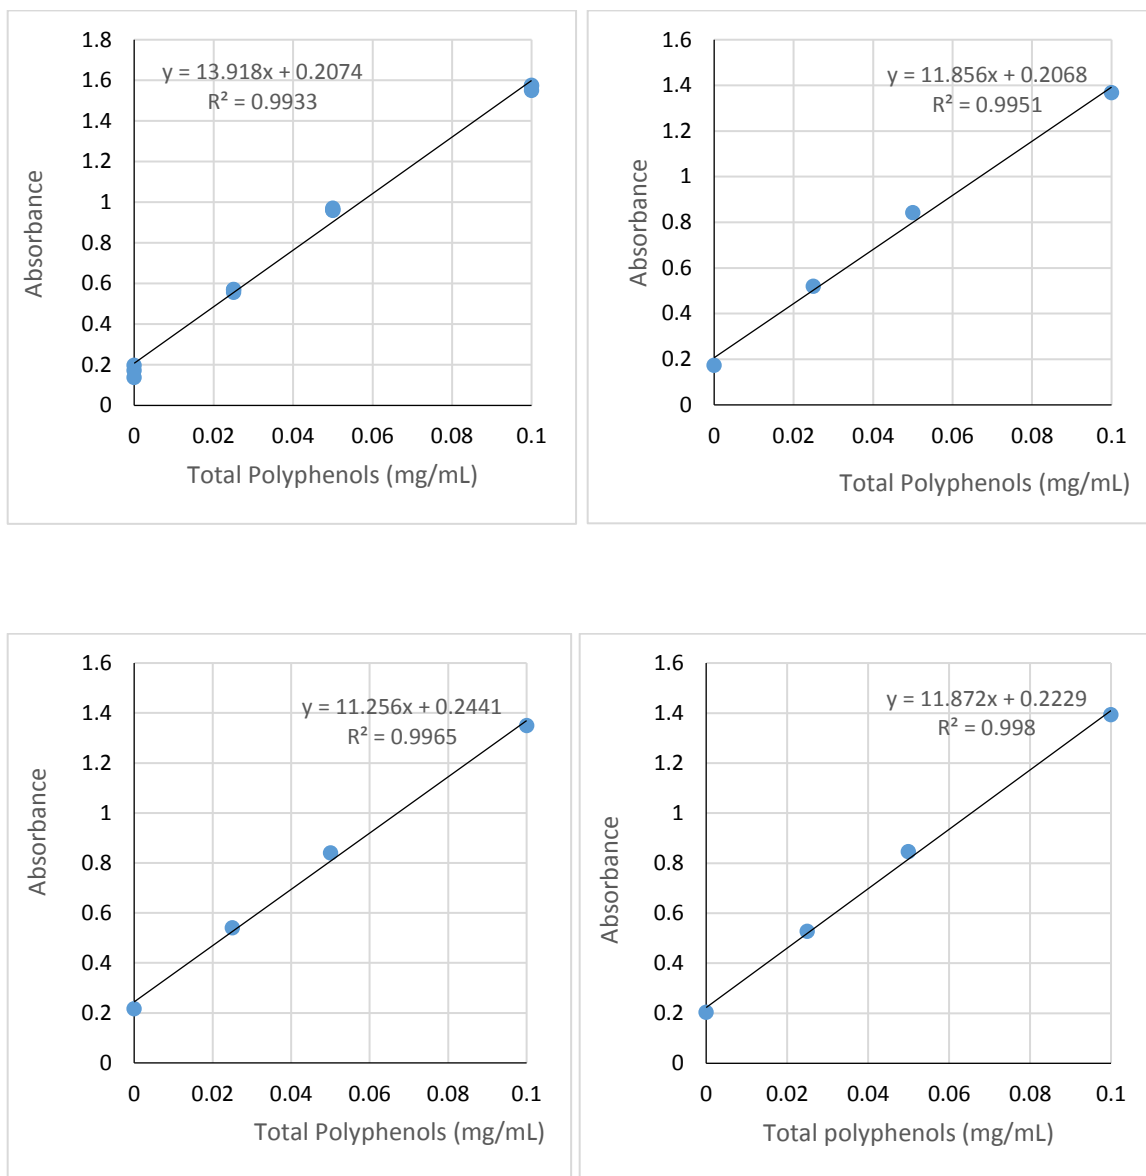 y = 13.918x + 0.2074
R² = 0.9933
1.8
1.6
1.4
1.2
1
0.8
0.6
0.4
0.2
0
0 0.02 0.04 0.06 0.08 0.1
Absorbance
Total Polyphenols (mg/mL)
y = 11.856x + 0.2068
R² = 0.9951
1.6
1.4
1.2
1
0.8
0.6
0.4
0.2
0
0 0.02 0.04 0.06 0.08 0.1
Absorbance
Total Polyphenols (mg/mL)
y = 11.256x + 0.2441
R² = 0.9965
1.6
1.4
1.2
1
0.8
0.6
0.4
0.2
0
0 0.02 0.04 0.06 0.08 0.1
Absorbance
Total Polyphenols (mg/mL)
y = 11.872x + 0.2229
R² = 0.998
1.6
1.4
1.2
1
0.8
0.6
0.4
0.2
0
0 0.02 0.04 0.06 0.08 0.1
Absorbance
Total polyphenols (mg/mL)